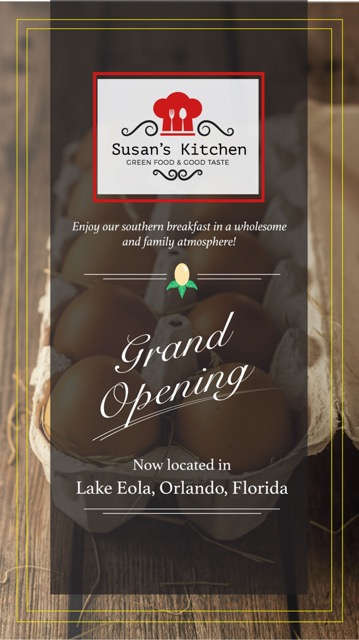 Susan's Kitchen
GREEN FOOD & GOOD TASTE
Enjoy our southern breakfast in a wholesome
and family atmosphere!
Grand
Opening
Now located in
Lake Eola, Orlando, Florida